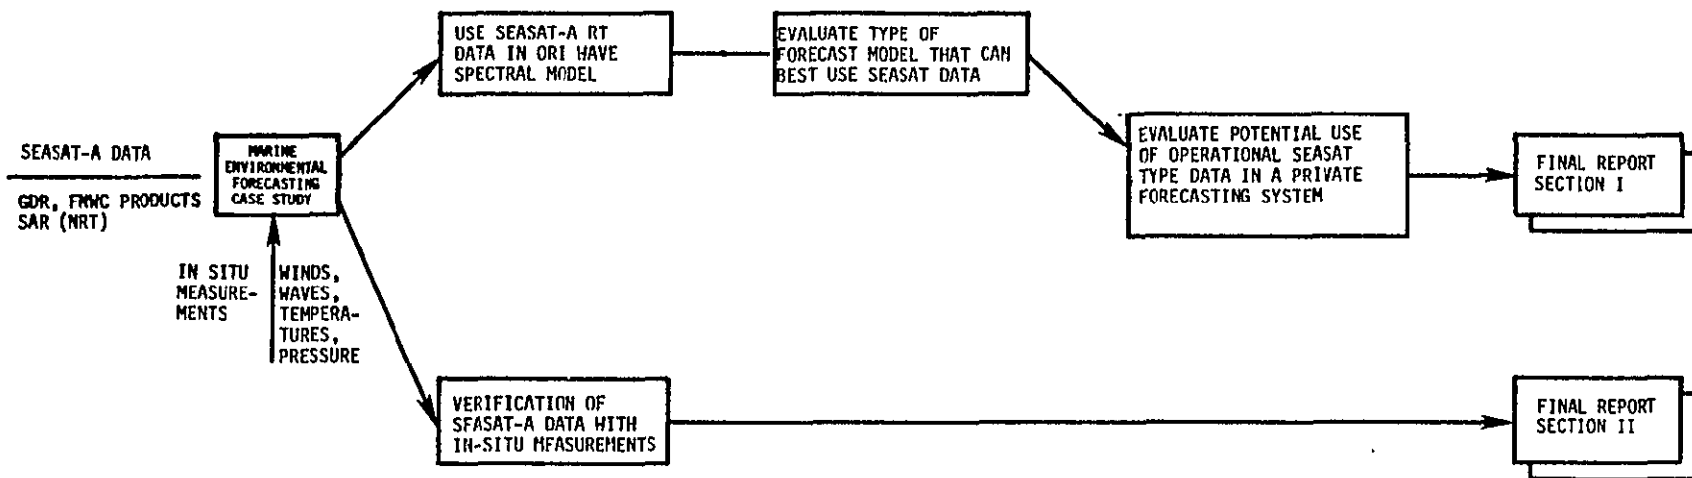 USE SEASAT-A RT
DATA IN ORI HAVE
SPECTRAL MODEL
EVALUATE TYPE OF
FORECAST MODEL THAT CAN
BEST USE SEASAT DATA
SEASAT-A DATA
GDR, FNWC PRODUCTS
SAR (NRT)
MARINE
ENVIRONMENTAL
FORECASTING
CASE STUDY
EVALUATE POTENTIAL USE
OF OPERATIONAL SEASAT
TYPE DATA IN A PRIVATE
FORECASTING SYSTEM
FINAL REPORT
SECTION I
IN SITU
MEASURE-
MENTS
WINDS,
WAVES,
TEMPERA-
TURES,
PRESSURE
VERIFICATION OF
SFASAT-A DATA WITH
IN-SITU MFASUREMENTS
FINAL REPORT
SECTION II